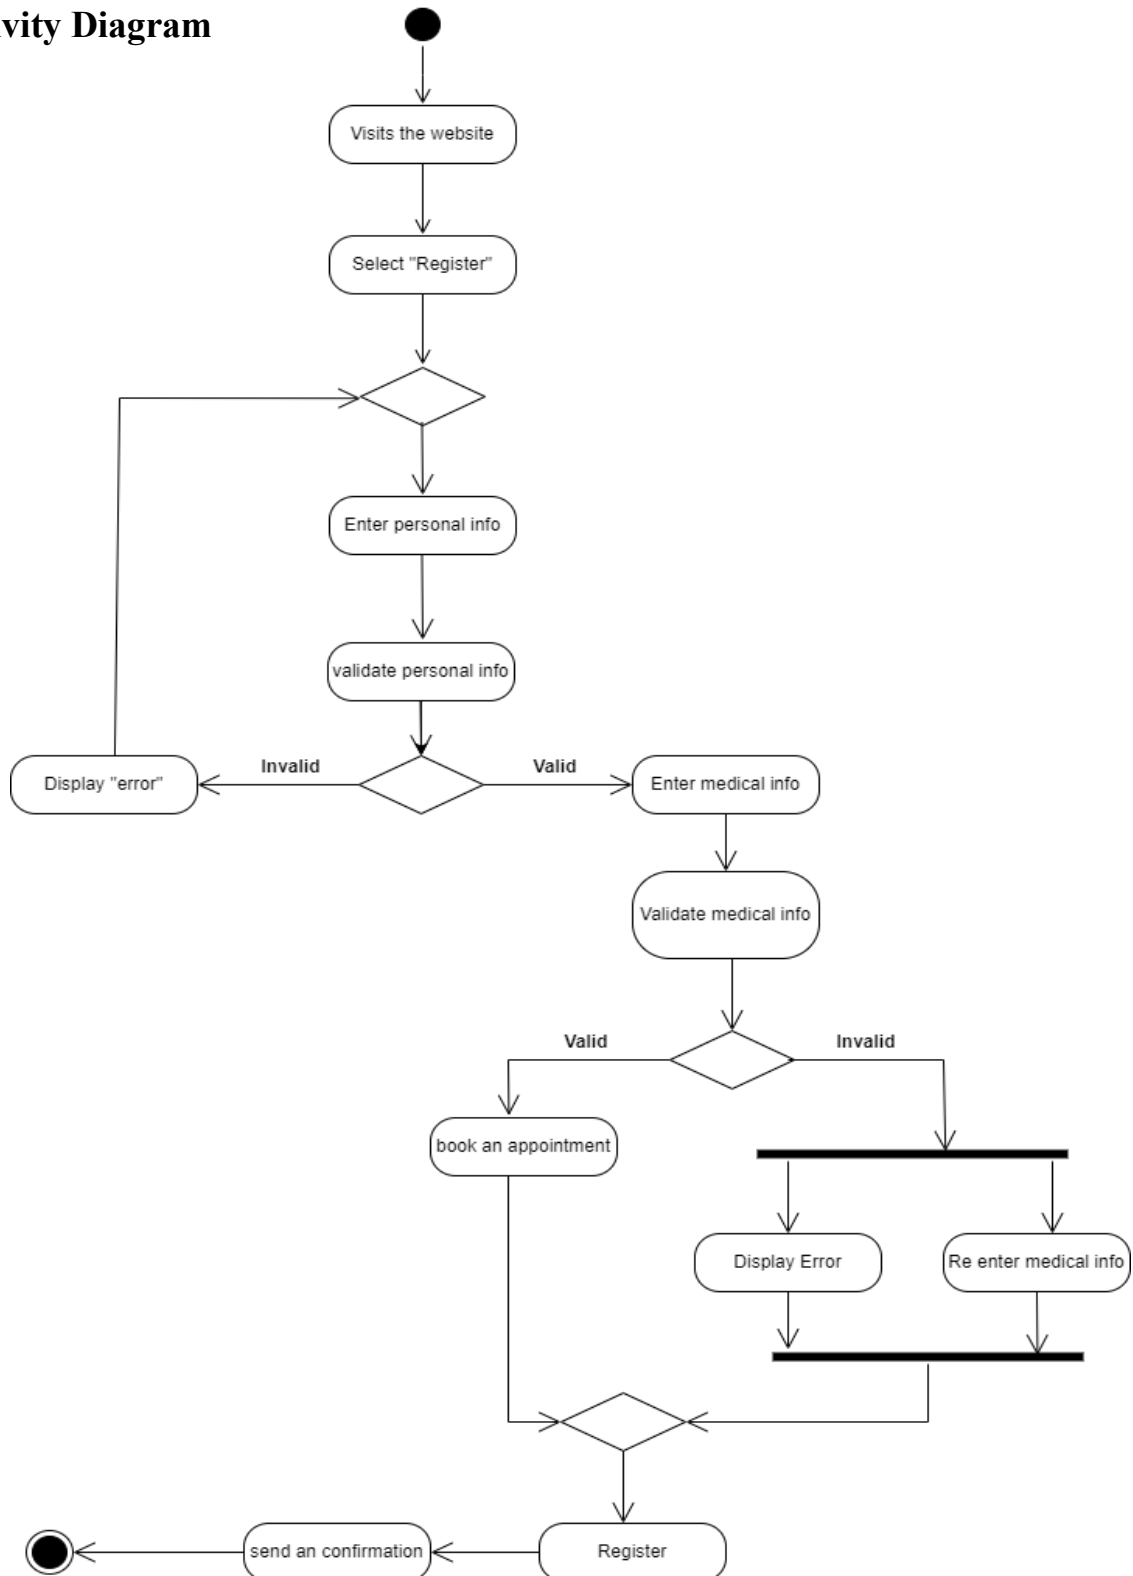 ivity Diagram
Visits the website
Select "Register"
Enter personal info
validate personal info
Invalid
Valid
Display "error"
Enter medical info
Validate medical info
Valid
Invalid
book an appointment
Display Error
Re enter medical info
send an confirmation
Register